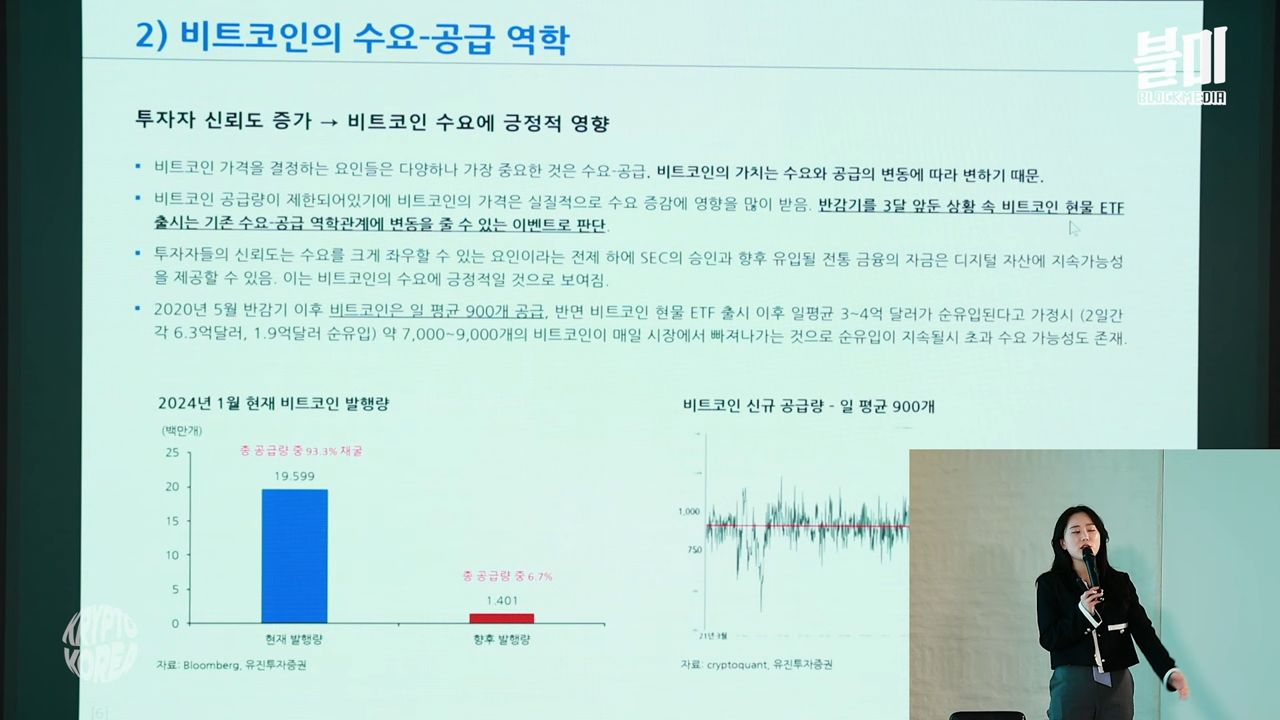 2) 비트코인의 수요-공급 역학
블미
BLOCKMEDIA
투자자 신뢰도 증가 → 비트코인 수요에 긍정적 영향
▪ 비트코인 가격을 결정하는 요인들은 다양하나 가장 중요한 것은 수요-공급. 비트코인의 가치는 수요와 공급의 변동에 따라 변하기 때문.
▪ 비트코인 공급량이 제한되어있기에 비트코인의 가격은 실질적으로 수요 증감에 영향을 많이 받음. 반감기를 3달 앞둔 상황 속 비트코인 현물 ETF
출시는 기존 수요-공급 역학관계에 변동을 줄 수 있는 이벤트로 판단.
▪ 투자자들의 신뢰도는 수요를 크게 좌우할 수 있는 요인이라는 전제 하에 SEC의 승인과 향후 유입될 전통 금융의 자금은 디지털 자산에 지속가능성
을 제공할 수 있음. 이는 비트코인의 수요에 긍정적일 것으로 보여짐.
▪ 2020년 5월 반감기 이후 비트코인은 일 평균 900개 공급, 반면 비트코인 현물 ETF 출시 이후 일평균 3~4억 달러가 순유입된다고 가정시 (2일간
각 6.3억달러, 1.9억달러 순유입) 약 7,000~9,000개의 비트코인이 매일 시장에서 빠져나가는 것으로 순유입이 지속될시 초과 수요 가능성도 존재.
2024년 1월 현재 비트코인 발행량
(백만개)
25
20
15
10
5
0
총 공급량 중 93.3% 채굴
19.599
총 공급량 중 6.7%
1.401
현재 발행량
향후 발행량
자료: Bloomberg, 유진투자증권
비트코인 신규 공급량 - 일 평균 900개
1,000
750
21년 3월
자료: cryptoquant, 유진투자증권
KRYPTO
KOREA
[6]